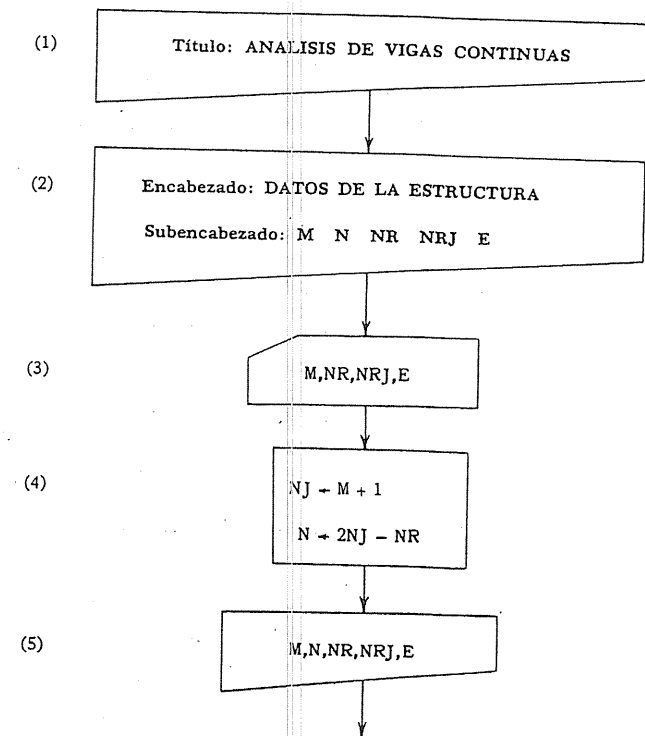 (1)
Título: ANALISIS DE VIGAS CONTINUAS
(2)
Encabezado: DATOS DE LA ESTRUCTURA
Subencabezado: M N NR NRJ E
(3)
M,NR,NRJ,E
(4)
NJ ← M + 1
N ← 2NJ − NR
(5)
M,N,NR,NRJ,E